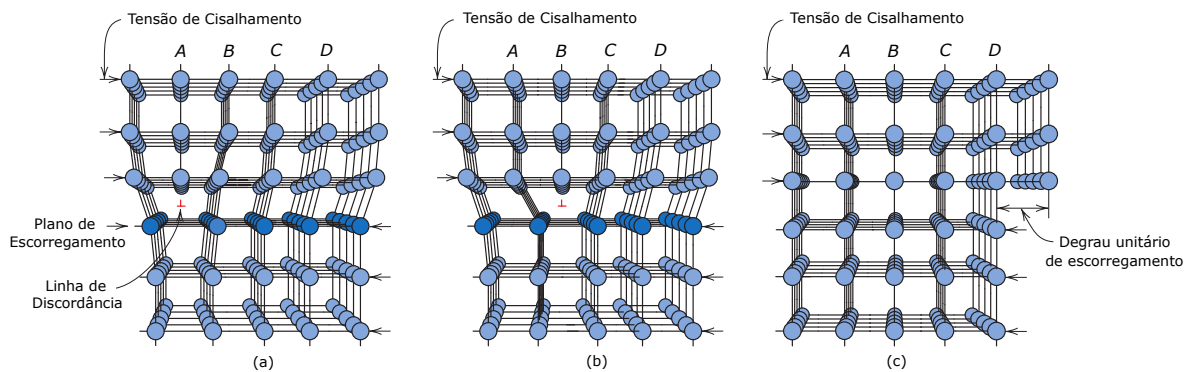 Tensão de Cisalhamento
Tensão de Cisalhamento
Tensão de Cisalhamento
A B C D
A B C D
A B C D
Plano de
Escorregamento
Linha de
Discordância
Degrau unitário
de escorregamento
(a)
(b)
(c)